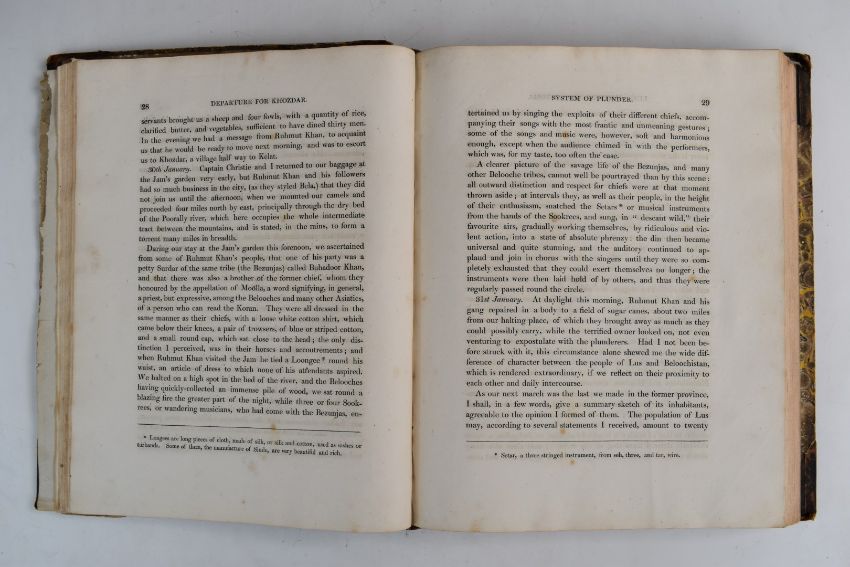 28
DEPARTURE FOR KHOZDAR.
servants brought us a sheep and four fowls, with a quantity of rice,
clarified butter, and vegetables, sufficient to have dined thirty men.
In the evening we had a message from Ruhmut Khan, to acquaint
us that he would be ready to move next morning, and was to escort
us to Khozdar, a village half way to Kelat.
30th January. Captain Christie and I returned to our baggage at
the Jam's garden very early, but Ruhmut Khan and his followers
had so much business in the city, (as they styled Bela,) that they did
not join us until the afternoon, when we mounted our camels and
proceeded four miles north by east, principally through the dry bed
of the Poorally river, which here occupies the whole intermediate
tract between the mountains, and is stated, in the rains, to form a
torrent many miles in breadth.
During our stay at the Jam's garden this forenoon, we ascertained
from some of Ruhmut Khan's people, that one of his party was a
petty Surdar of the same tribe (the Bezunjas) called Buhadoor Khan,
and that there was also a brother of the former chief, whom they
honoured by the appellation of Moolla, a word signifying, in general,
a priest, but expressive, among the Belooches and many other Asiatics,
of a person who can read the Koran. They were all dressed in the
same manner as their chiefs, with a loose white cotton shirt, which
came below their knees, a pair of trowsers, of blue or striped cotton,
and a small round cap, which sat close to the head; the only dis-
tinction I perceived, was in their horses and accoutrements; and
when Ruhmut Khan visited the Jam he tied a Loongee * round his
waist, an article of dress to which none of his attendants aspired.
We halted on a high spot in the bed of the river, and the Belooches
having quickly collected an immense pile of wood, we sat round a
blazing fire the greater part of the night, while three or four Sook-
rees, or wandering musicians, who had come with the Bezunjas, en-
* Loongees are long pieces of cloth, made of silk, or silk and cotton, used as sashes or
turbands. Some of them, the manufacture of Sinde, are very beautiful and rich.
SYSTEM OF PLUNDER.
29
tertained us by singing the exploits of their different chiefs, accom-
panying their songs with the most frantic and unmeaning gestures;
some of the songs and music were, however, soft and harmonious
enough, except when the audience chimed in with the performers,
which was, for my taste, too often the case.
A clearer picture of the savage life of the Bezunjas, and many
other Belooche tribes, cannot well be pourtrayed than by this scene:
all outward distinction and respect for chiefs were at that moment
thrown aside; at intervals they, as well as their people, in the height
of their enthusiasm, snatched the Setars * or musical instruments
from the hands of the Sookrees, and sung, in “ descant wild,” their
favourite airs, gradually working themselves, by ridiculous and vio-
lent action, into a state of absolute phrenzy: the din then became
universal and quite stunning, and the auditory continued to ap-
plaud and join in chorus with the singers until they were so com-
pletely exhausted that they could exert themselves no longer; the
instruments were then laid hold of by others, and thus they were
regularly passed round the circle.
31st January. At daylight this morning, Ruhmut Khan and his
gang repaired in a body to a field of sugar canes, about two miles
from our halting place, of which they brought away as much as they
could possibly carry, while the terrified owner looked on, not even
venturing to expostulate with the plunderers. Had I not been be-
fore struck with it, this circumstance alone shewed me the wide dif-
ference of character between the people of Lus and Beloochistan,
which is rendered extraordinary, if we reflect on their proximity to
each other and daily intercourse.
As our next march was the last we made in the former province,
I shall, in a few words, give a summary sketch of its inhabitants,
agreeable to the opinion I formed of them. The population of Lus
may, according to several statements I received, amount to twenty
* Setar, a three stringed instrument, from seh, three, and tar, wire.